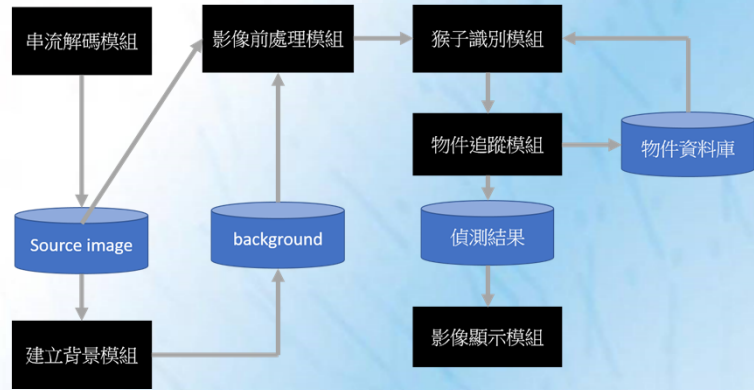 串流解碼模組
影像前處理模組
猴子識別模組
物件追蹤模組
物件資料庫
Source image
background
偵測結果
建立背景模組
影像顯示模組